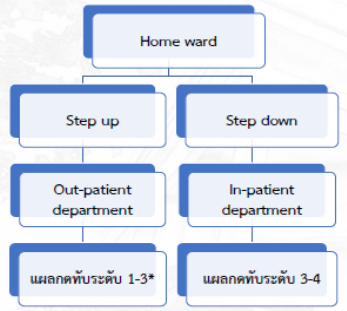 Home ward
Step up
Step down
Out-patient
department
In-patient
department
แผลกดทับระดับ 1-3*
แผลกดทับระดับ 3-4